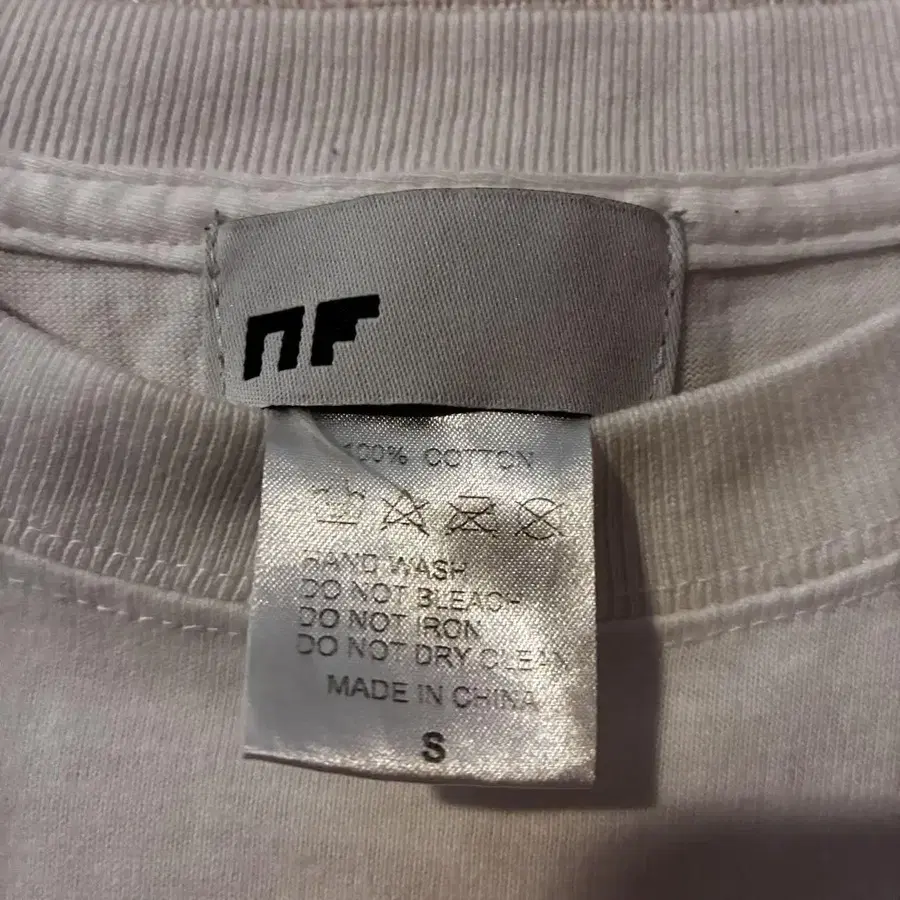 nF
100% COTTON
HAND WASH
DO NOT BLEACH
DO NOT IRON
DO NOT DRY CLEAN
MADE IN CHINA
S